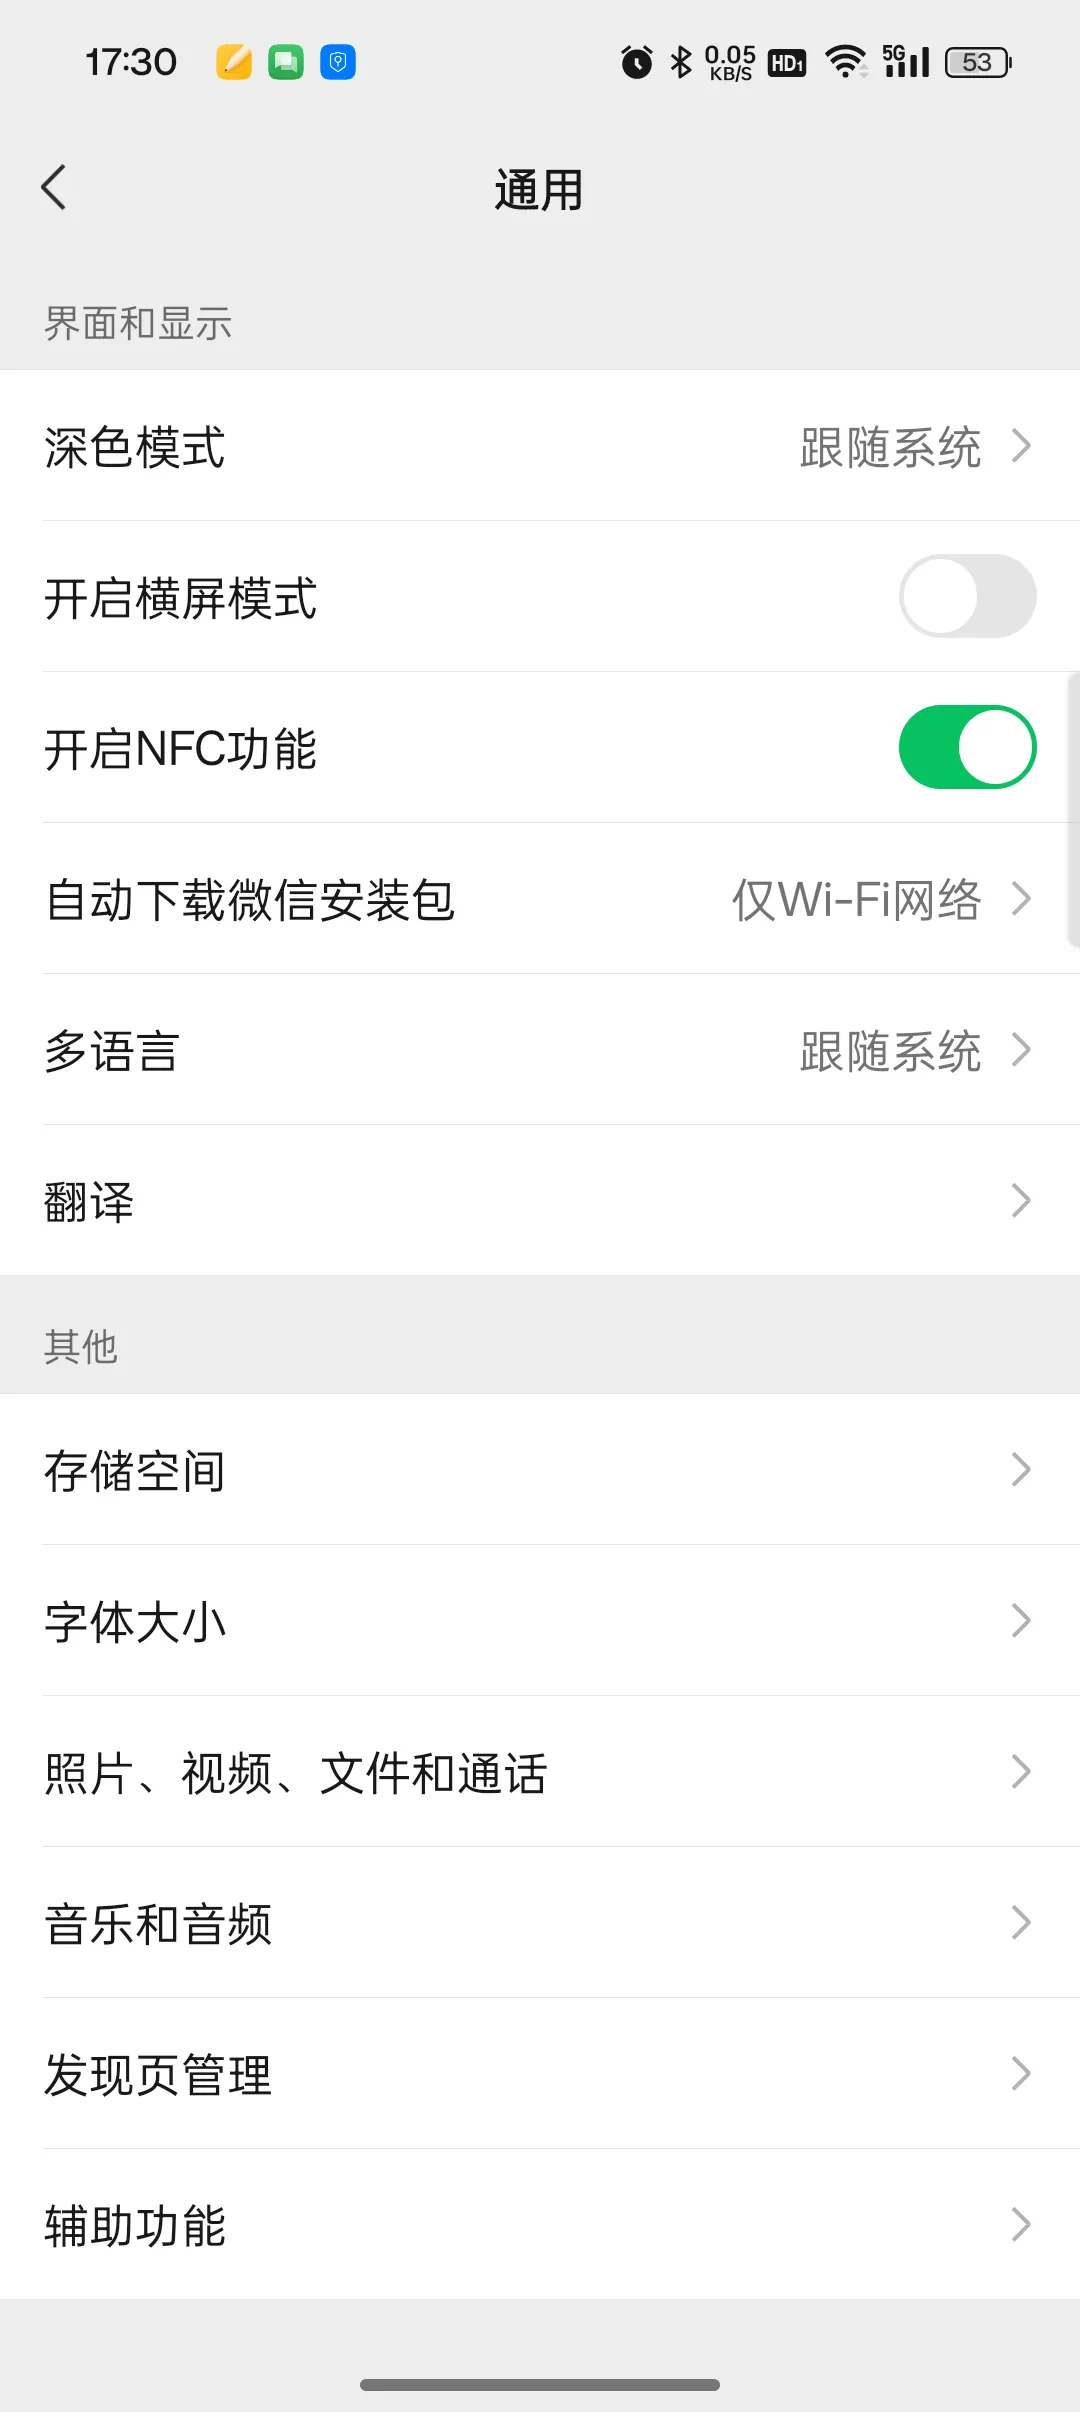 17:30 0.05 KB/S HD1 5G 53
通用
界面和显示
深色模式 跟随系统
开启横屏模式
开启NFC功能
自动下载微信安装包 仅Wi-Fi网络
多语言 跟随系统
翻译
其他
存储空间
字体大小
照片、视频、文件和通话
音乐和音频
发现页管理
辅助功能